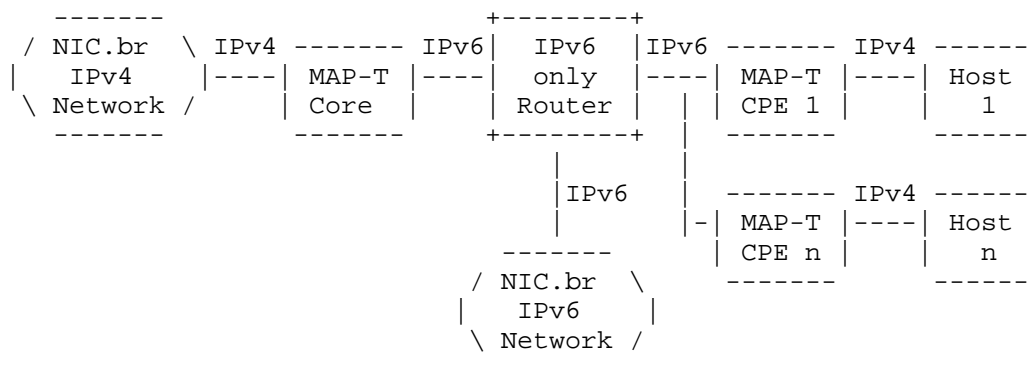 -------                          +--------+
 / NIC.br  \ IPv4 ------- IPv6|  IPv6  |IPv6 ------- IPv4 ------
|   IPv4    |----| MAP-T |----|  only  |----| MAP-T |----| Host
 \ Network /     | Core  |    | Router | |  | CPE 1 |    |  1
   -------        -------     +--------+ |   -------      ------
                                  |      |
                                  |IPv6  |   ------- IPv4 ------
                                  |      |-| MAP-T |----| Host
                               -------     | CPE n |    |  n
                             / NIC.br  \    -------      ------
                            |   IPv6    |
                             \ Network /